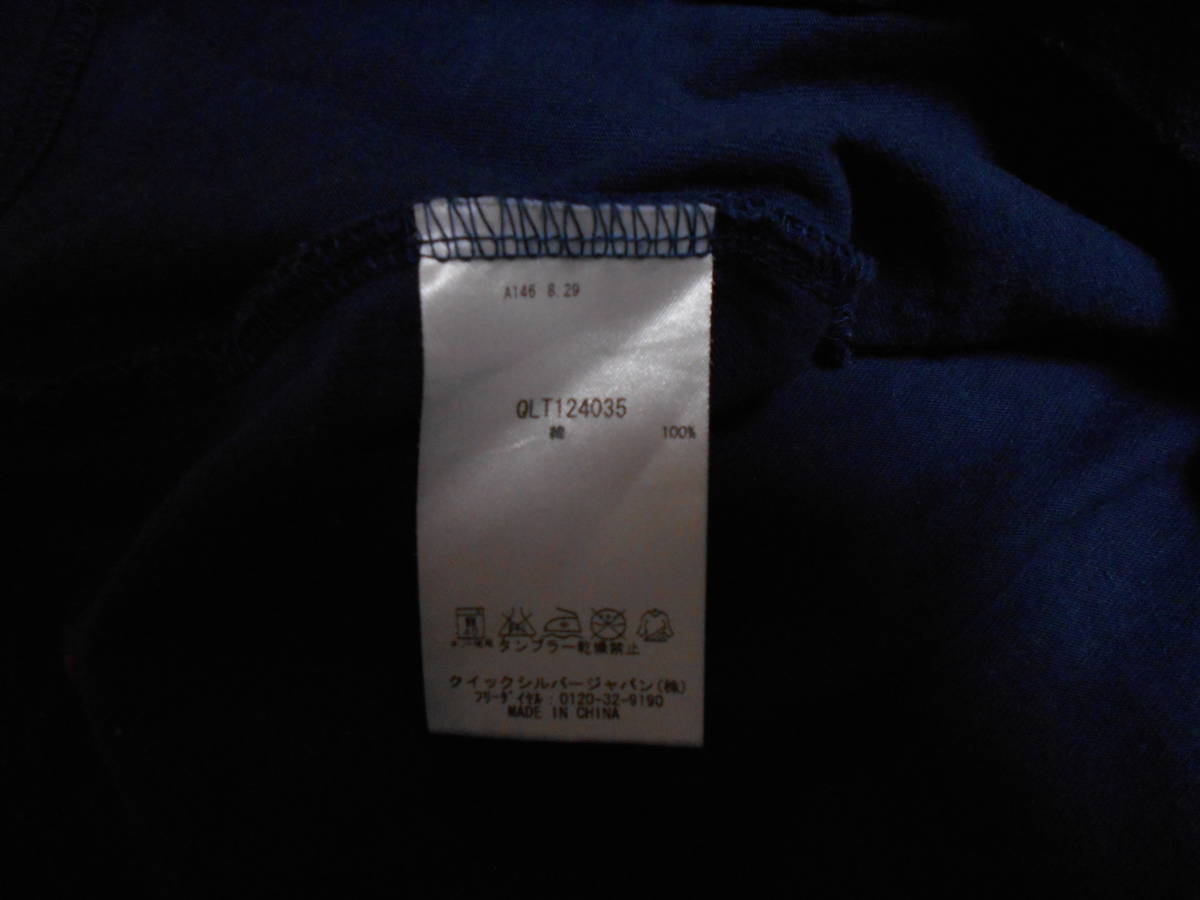 A146 8.29
QLT124035
綿 100%
タンブラー乾燥禁止
クイックシルバージャパン(株)
フリーダイヤル:0120-32-9190
MADE IN CHINA